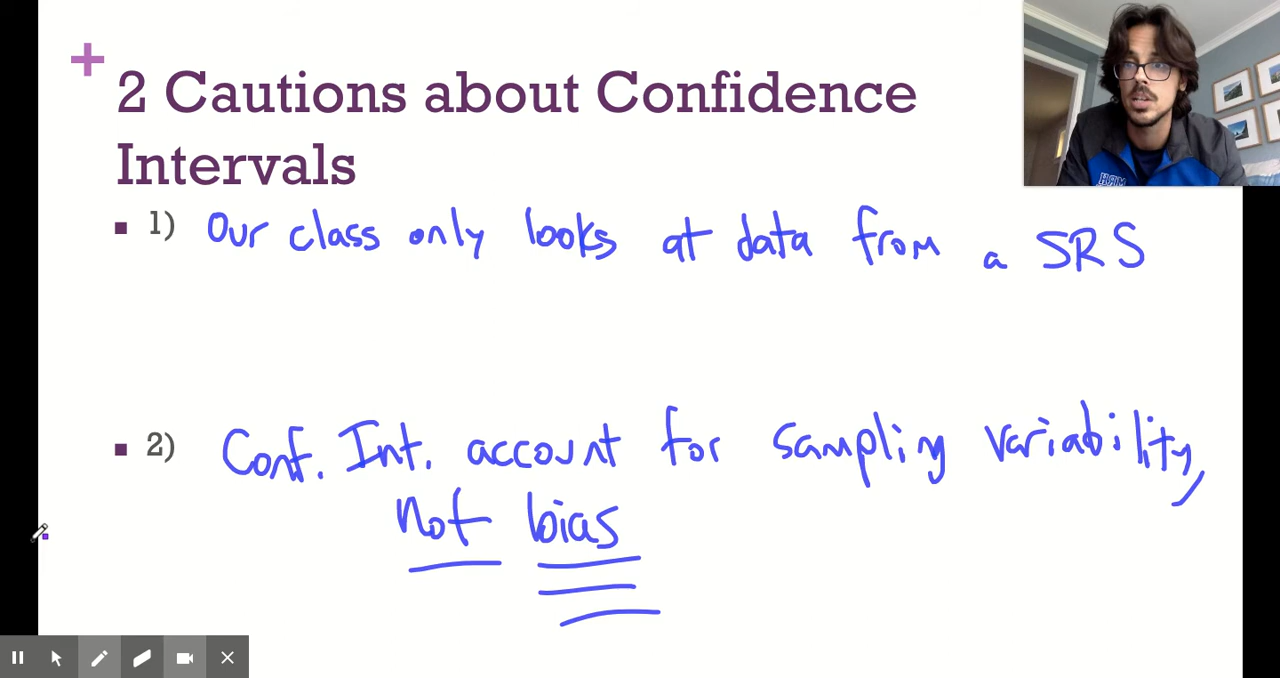 +
2 Cautions about Confidence
Intervals
1) Our class only looks at data from a SRS
2) Conf. Int. account for sampling variability,
not bias